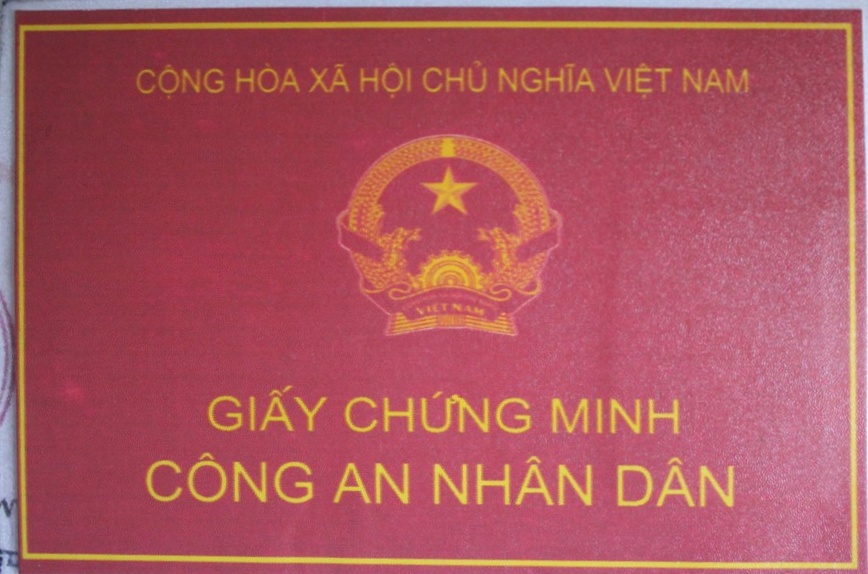 CỘNG HÒA XÃ HỘI CHỦ NGHĨA VIỆT NAM
VIỆT NAM
GIẤY CHỨNG MINH
CÔNG AN NHÂN DÂN